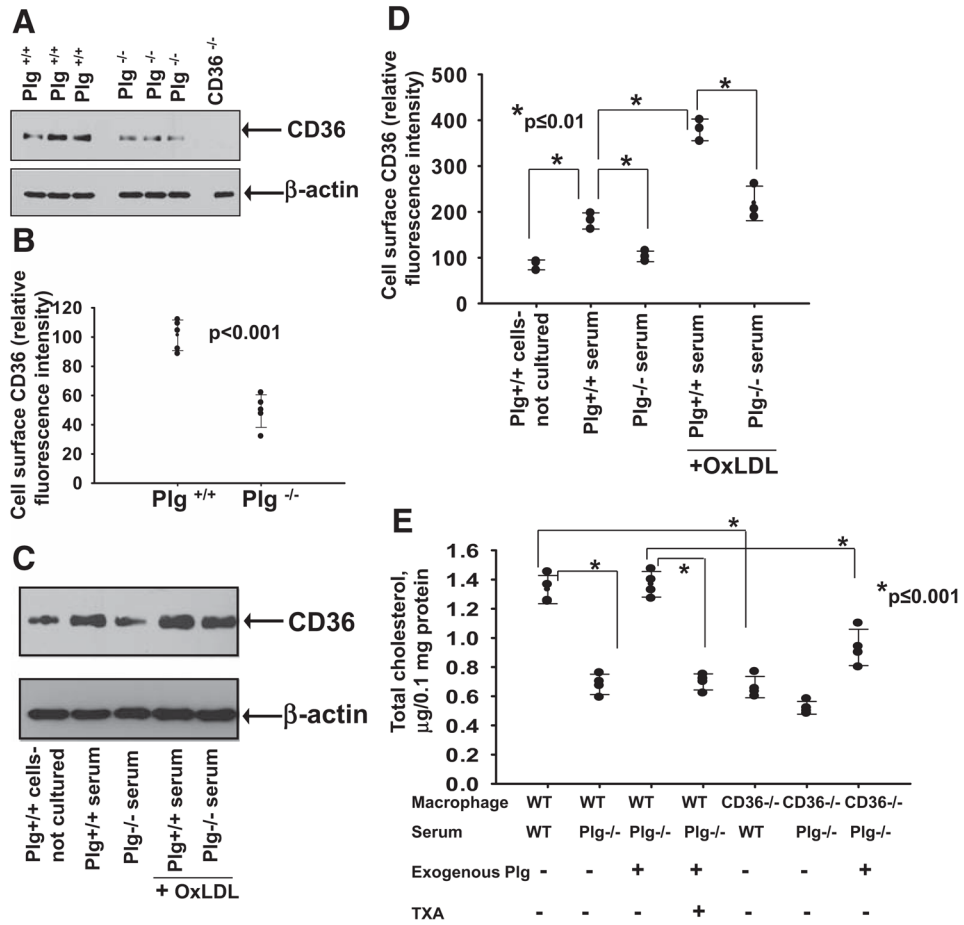 A
Plg +/+
Plg +/+
Plg +/+
Plg -/-
Plg -/-
Plg -/-
CD36 -/-
CD36
β-actin
B
Cell surface CD36 (relative
fluorescence intensity)
120
100
80
60
40
20
0
p<0.001
Plg +/+
Plg -/-
C
CD36
β-actin
Plg+/+ cells-
not cultured
Plg+/+ serum
Plg-/- serum
Plg+/+ serum
Plg-/- serum
+ OxLDL
D
Cell surface CD36 (relative
fluorescence intensity)
500
400
300
200
100
0
*p≤0.01
*
*
*
*
Plg+/+ cells-
not cultured
Plg+/+ serum
Plg-/- serum
Plg+/+ serum
Plg-/- serum
+OxLDL
E
Total cholesterol,
µg/0.1 mg protein
1.6
1.4
1.2
1.0
0.8
0.6
0.4
0.2
0.0
*
*
*
*
*p≤0.001
Macrophage WT WT WT WT CD36-/- CD36-/- CD36-/-
Serum WT Plg-/- Plg-/- Plg-/- WT Plg-/- Plg-/-
Exogenous Plg - - + + - - +
TXA - - - + - - -